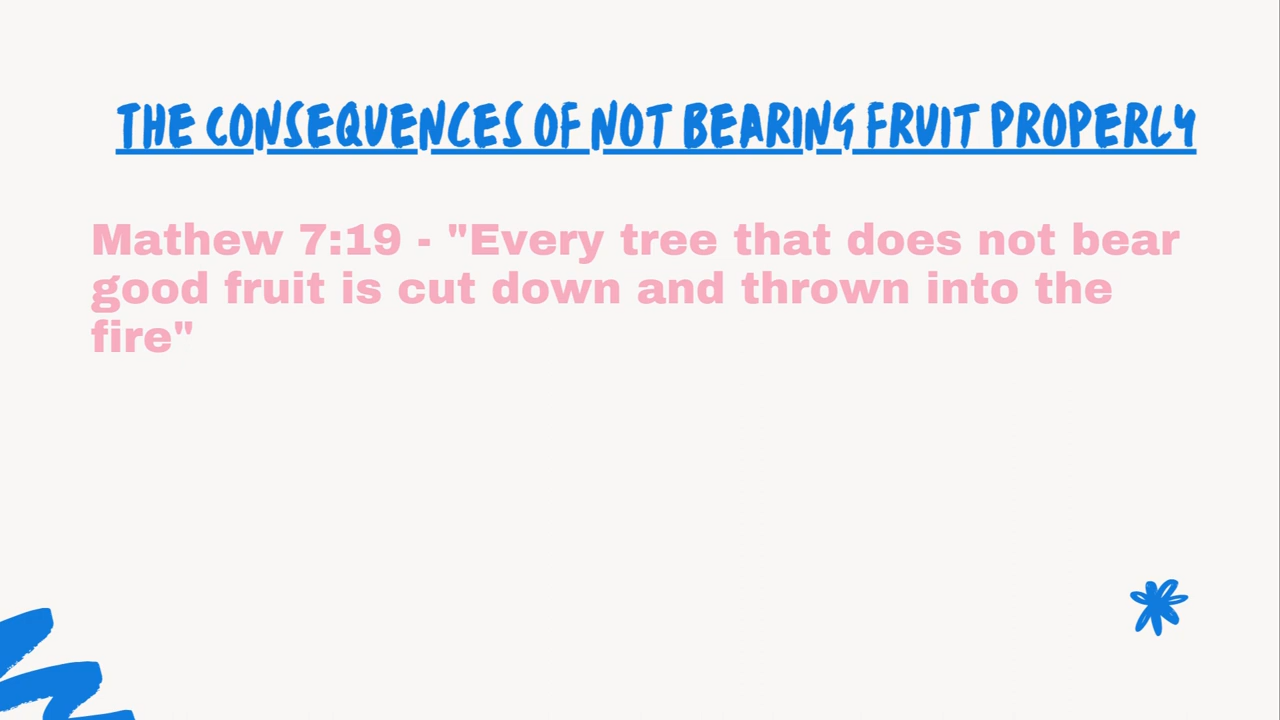 THE CONSEQUENCES OF NOT BEARING FRUIT PROPERLY
Mathew 7:19 - "Every tree that does not bear
good fruit is cut down and thrown into the
fire"